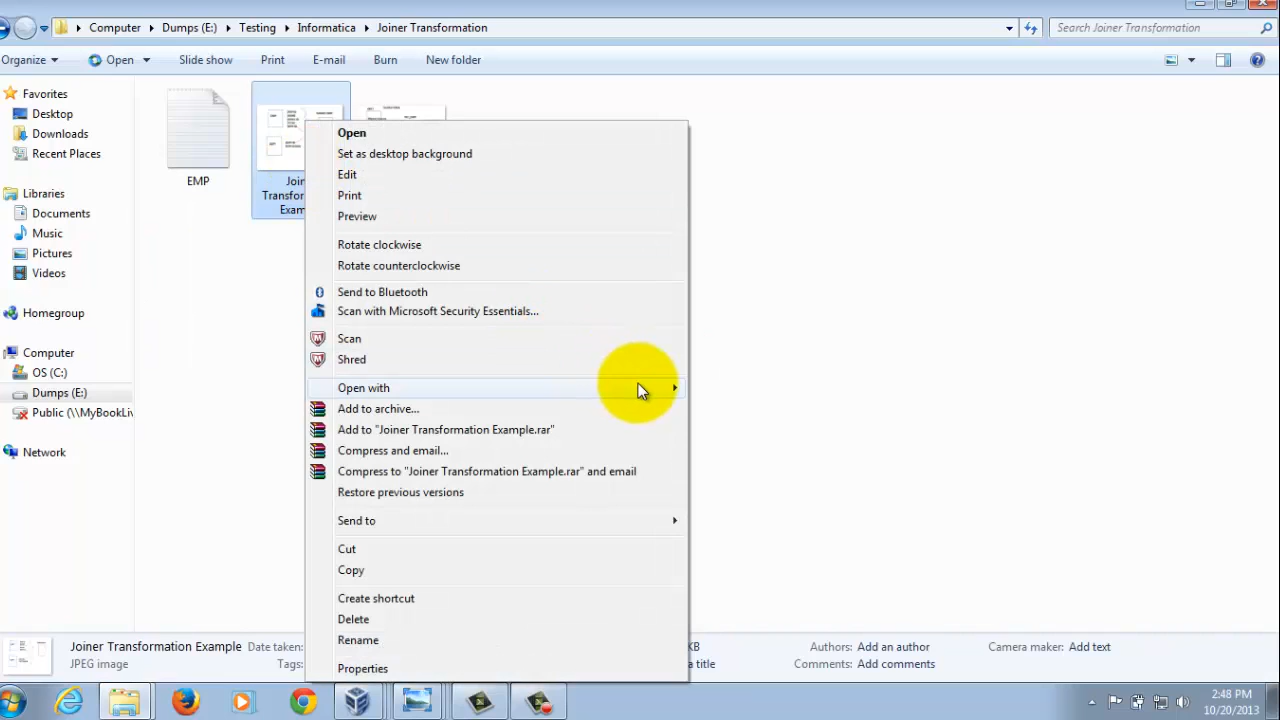 Computer ▸ Dumps (E:) ▸ Testing ▸ Informatica ▸ Joiner Transformation
Search Joiner Transformation
Organize
Open
Slide show
Print
E-mail
Burn
New folder
Favorites
Desktop
Downloads
Recent Places
Libraries
Documents
Music
Pictures
Videos
Homegroup
Computer
OS (C:)
Dumps (E:)
Public (\\MyBookLiv
Network
EMP
Join
Transfor
Exam
Open
Set as desktop background
Edit
Print
Preview
Rotate clockwise
Rotate counterclockwise
Send to Bluetooth
Scan with Microsoft Security Essentials...
Scan
Shred
Open with
Add to archive...
Add to "Joiner Transformation Example.rar"
Compress and email...
Compress to "Joiner Transformation Example.rar" and email
Restore previous versions
Send to
Cut
Copy
Create shortcut
Delete
Rename
Properties
Joiner Transformation Example
JPEG image
Date taken:
Tags:
KB
a title
Authors: Add an author
Comments: Add comments
Camera maker: Add text
2:48 PM
10/20/2013